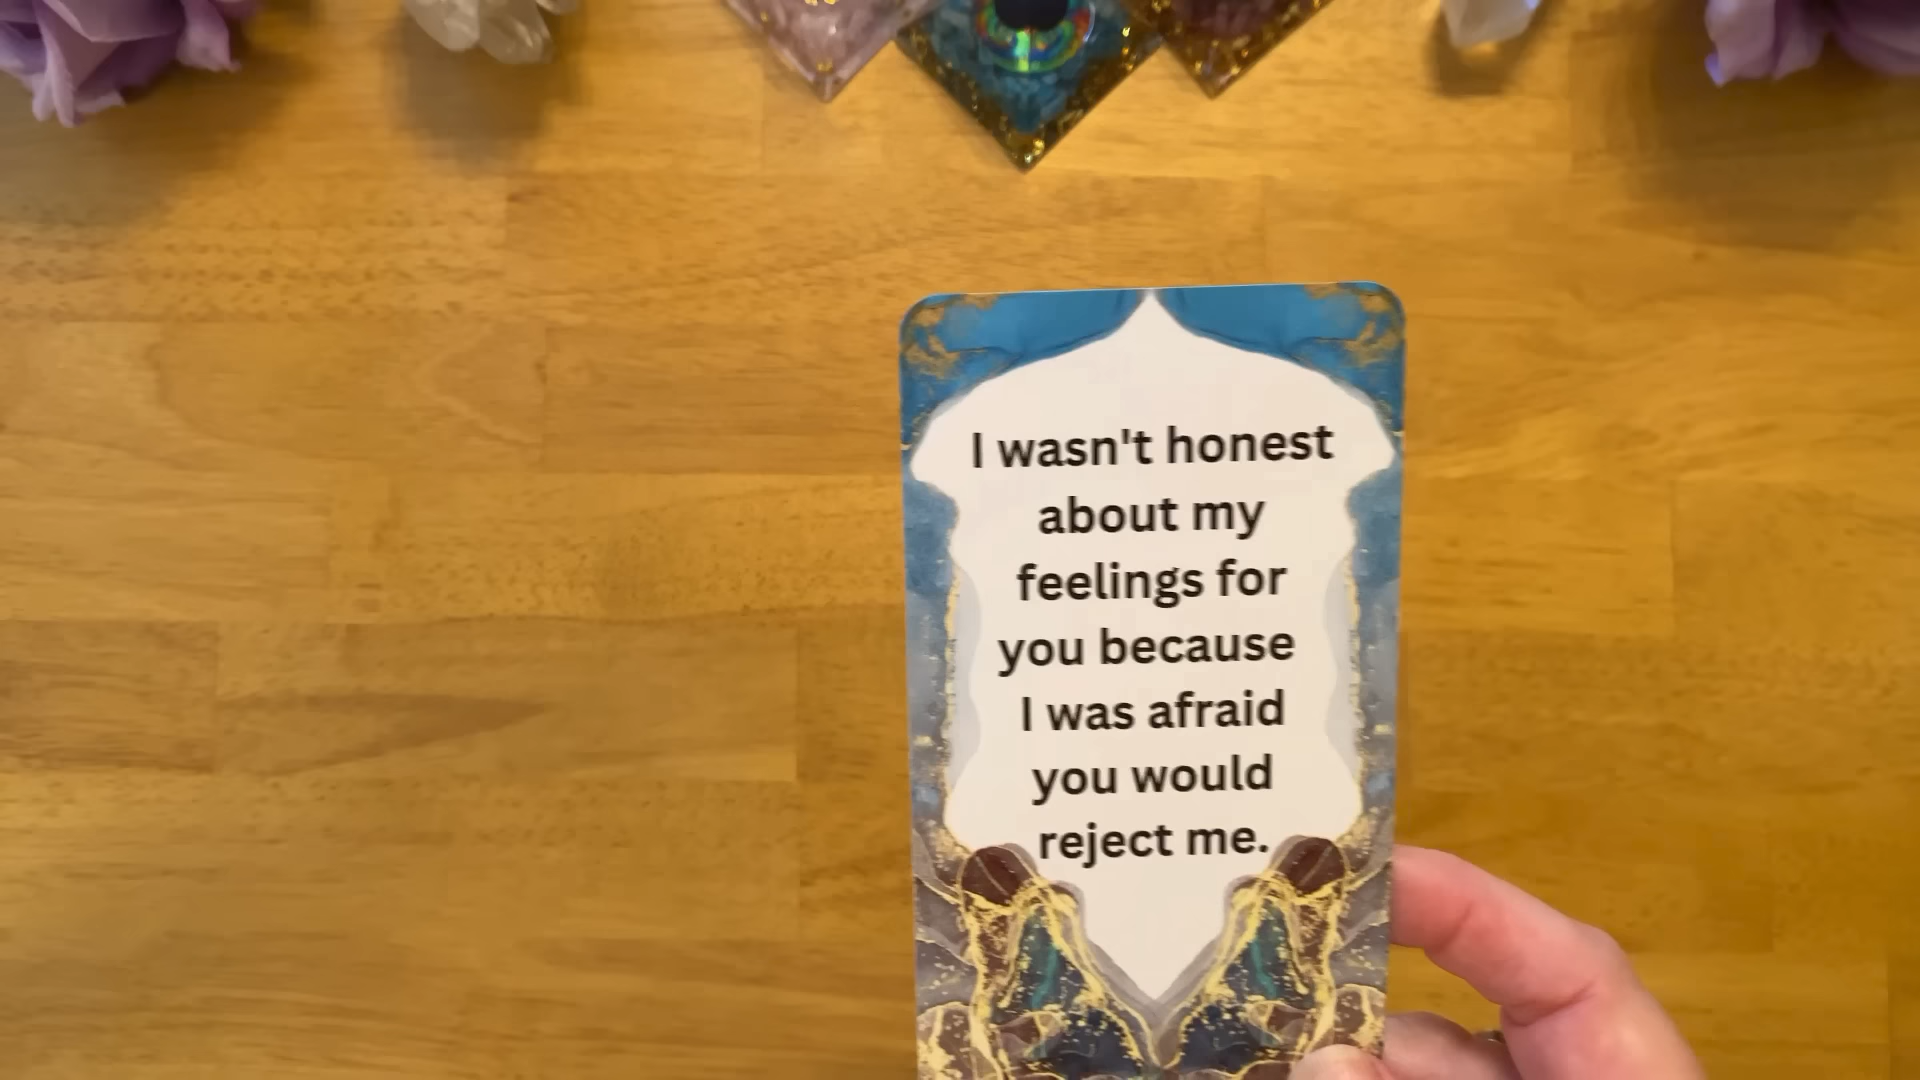 I wasn't honest
about my
feelings for
you because
I was afraid
you would
reject me.